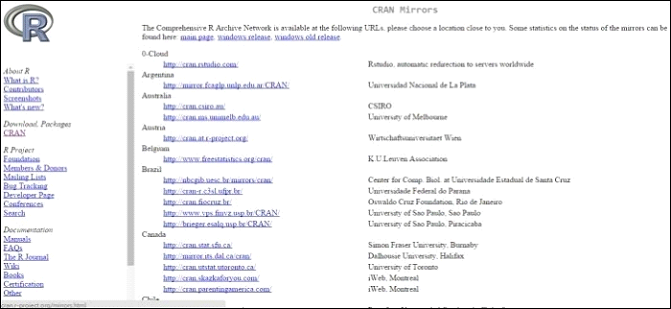 R
CRAN Mirrors
The Comprehensive R Archive Network is available at the following URLs, please choose a location close to you. Some statistics on the status of the mirrors can be
found here: main page, windows release, windows old release.
About R
What is R?
Contributors
Screenshots
What's new?
Download, Packages
CRAN
R Project
Foundation
Members & Donors
Mailing Lists
Bug Tracking
Developer Page
Conferences
Search
Documentation
Manuals
FAQs
The R Journal
Wiki
Books
Certification
Other
cran.r-project.org/mirrors.html
0-Cloud
http://cran.rstudio.com/ Rstudio, automatic redirection to servers worldwide
Argentina
http://mirror.fcaglp.unlp.edu.ar/CRAN/ Universidad Nacional de La Plata
Australia
http://cran.csiro.au/ CSIRO
http://cran.ms.unimelb.edu.au/ University of Melbourne
Austria
http://cran.at.r-project.org/ Wirtschaftsuniversitaet Wien
Belgium
http://www.freestatistics.org/cran/ K.U.Leuven Association
Brazil
http://nbcgib.uesc.br/mirrors/cran/ Center for Comp. Biol. at Universidade Estadual de Santa Cruz
http://cran-r.c3sl.ufpr.br/ Universidade Federal do Parana
http://cran.fiocruz.br/ Oswaldo Cruz Foundation, Rio de Janeiro
http://www.vps.fmvz.usp.br/CRAN/ University of Sao Paulo, Sao Paulo
http://brieger.esalq.usp.br/CRAN/ University of Sao Paulo, Piracicaba
Canada
http://cran.stat.sfu.ca/ Simon Fraser University, Burnaby
http://mirror.its.dal.ca/cran/ Dalhousie University, Halifax
http://cran.utstat.utoronto.ca/ University of Toronto
http://cran.skazkaforyou.com/ iWeb, Montreal
http://cran.parentingamerica.com/ iWeb, Montreal
Chile